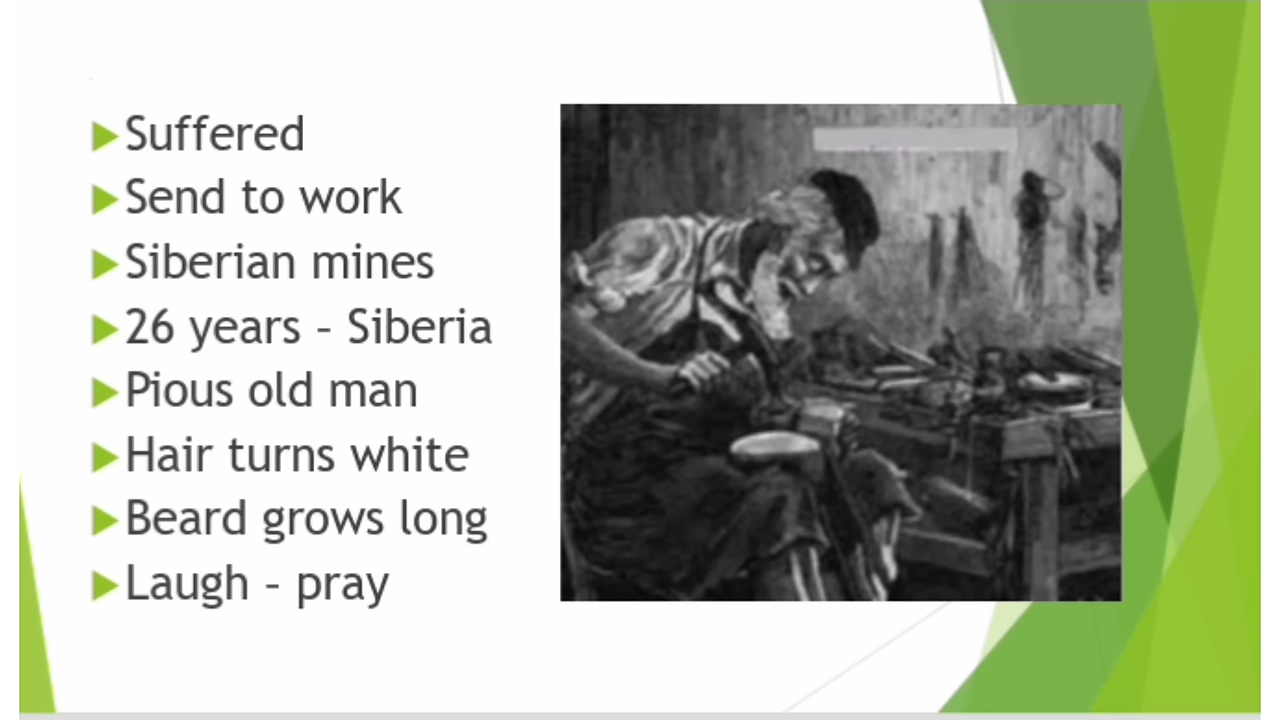 Suffered
Send to work
Siberian mines
26 years – Siberia
Pious old man
Hair turns white
Beard grows long
Laugh – pray